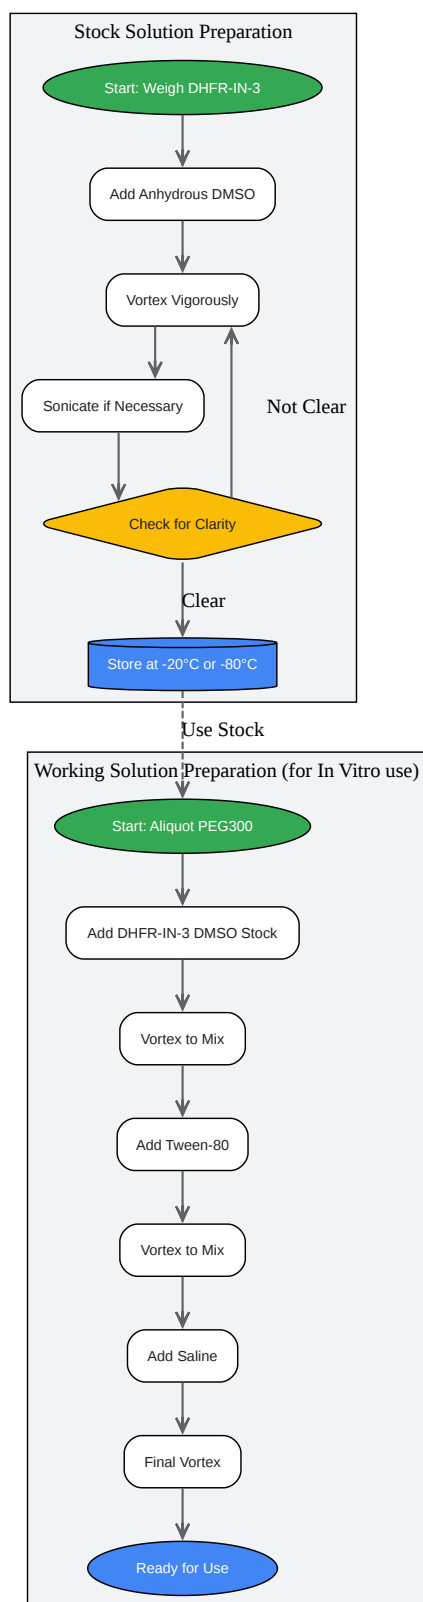 Stock Solution Preparation
Start: Weigh DHFR-IN-3
Add Anhydrous DMSO
Vortex Vigorously
Sonicate if Necessary
Not Clear
Check for Clarity
Clear
Store at -20°C or -80°C
Use Stock
Working Solution Preparation (for In Vitro use)
Start: Aliquot PEG300
Add DHFR-IN-3 DMSO Stock
Vortex to Mix
Add Tween-80
Vortex to Mix
Add Saline
Final Vortex
Ready for Use